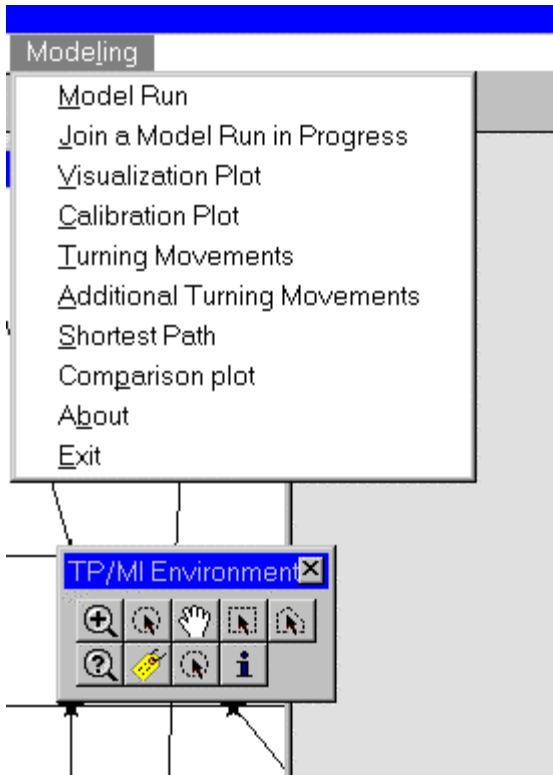 Modeling
Model Run
Join a Model Run in Progress
Visualization Plot
Calibration Plot
Turning Movements
Additional Turning Movements
Shortest Path
Comparison plot
About
Exit
TP/MI Environment